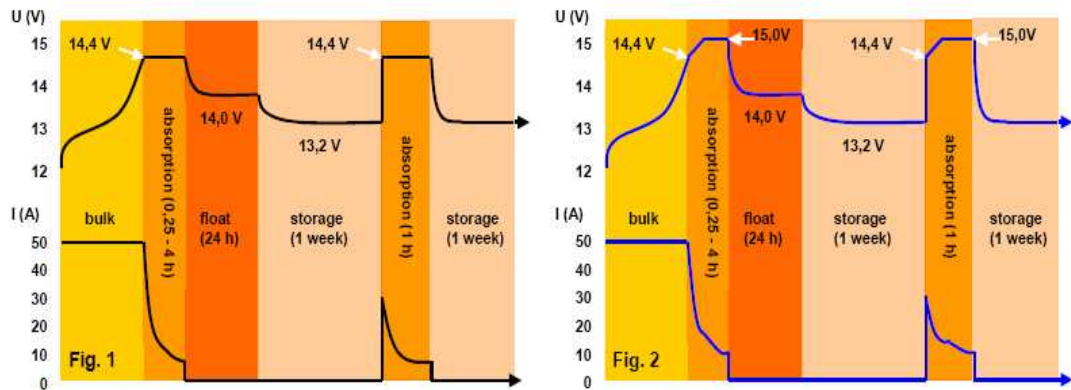 U (V)
15
14
13
12
14,4 V
14,0 V
13,2 V
14,4 V
absorption (0,25 - 4 h)
absorption (1 h)
I (A)
50
40
30
20
10
0
bulk
float
(24 h)
storage
(1 week)
storage
(1 week)
Fig. 1
U (V)
15
14
13
12
14,4 V
15,0V
14,0 V
13,2 V
14,4 V
15,0V
absorption (0,25 - 4 h)
absorption (1 h)
I (A)
50
40
30
20
10
0
bulk
float
(24 h)
storage
(1 week)
storage
(1 week)
Fig. 2